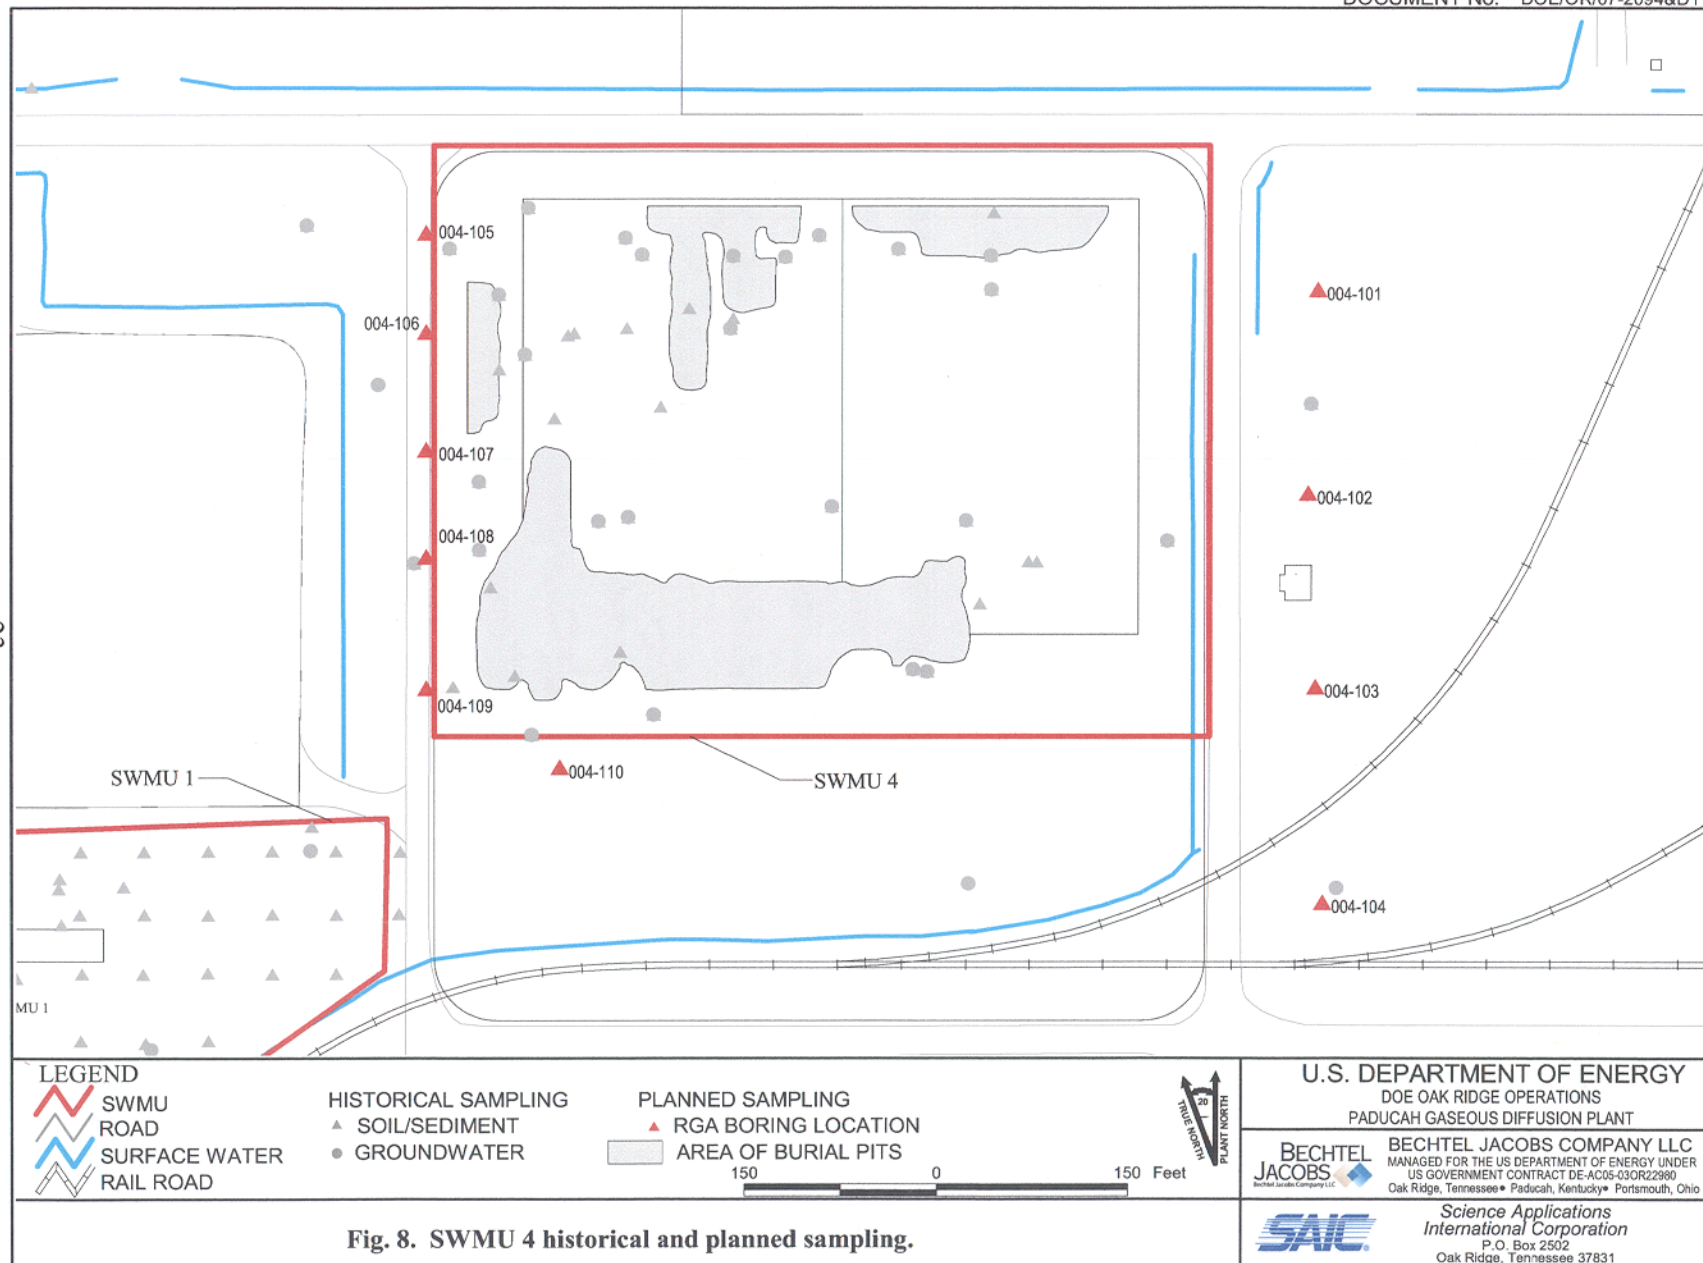 004-105
004-106
004-101
004-107
004-102
004-108
004-103
004-109
004-110
SWMU 1
SWMU 4
004-104
MU 1
LEGEND
SWMU
ROAD
SURFACE WATER
RAIL ROAD
HISTORICAL SAMPLING
SOIL/SEDIMENT
GROUNDWATER
PLANNED SAMPLING
RGA BORING LOCATION
AREA OF BURIAL PITS
150 0 150 Feet
20
TRUE NORTH
PLANT NORTH
U.S. DEPARTMENT OF ENERGY
DOE OAK RIDGE OPERATIONS
PADUCAH GASEOUS DIFFUSION PLANT
BECHTEL
JACOBS
Bechtel Jacobs Company LLC
BECHTEL JACOBS COMPANY LLC
MANAGED FOR THE US DEPARTMENT OF ENERGY UNDER
US GOVERNMENT CONTRACT DE-AC05-03OR22980
Oak Ridge, Tennessee• Paducah, Kentucky• Portsmouth, Ohio
Fig. 8. SWMU 4 historical and planned sampling.
SAIC
Science Applications
International Corporation
P.O. Box 2502
Oak Ridge, Tennessee 37831